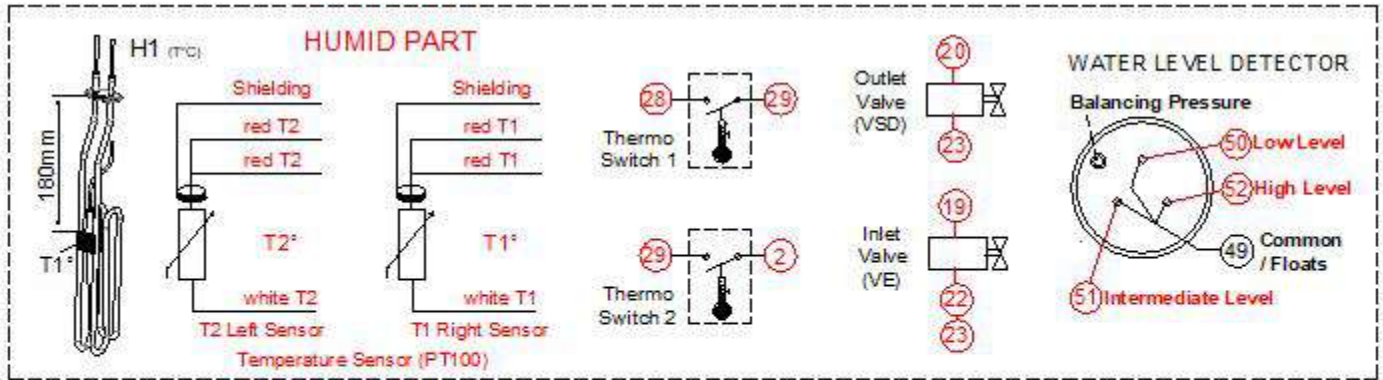 HUMID PART
H1 (T°C)
180mm
T1°
Shielding
red T2
red T2
T2°
white T2
T2 Left Sensor
Shielding
red T1
red T1
T1°
white T1
T1 Right Sensor
Temperature Sensor (PT100)
28
29
Thermo
Switch 1
29
2
Thermo
Switch 2
20
Outlet
Valve
(VSD)
23
19
Inlet
Valve
(VE)
22
23
WATER LEVEL DETECTOR
Balancing Pressure
50 Low Level
52 High Level
49 Common
/ Floats
51 Intermediate Level